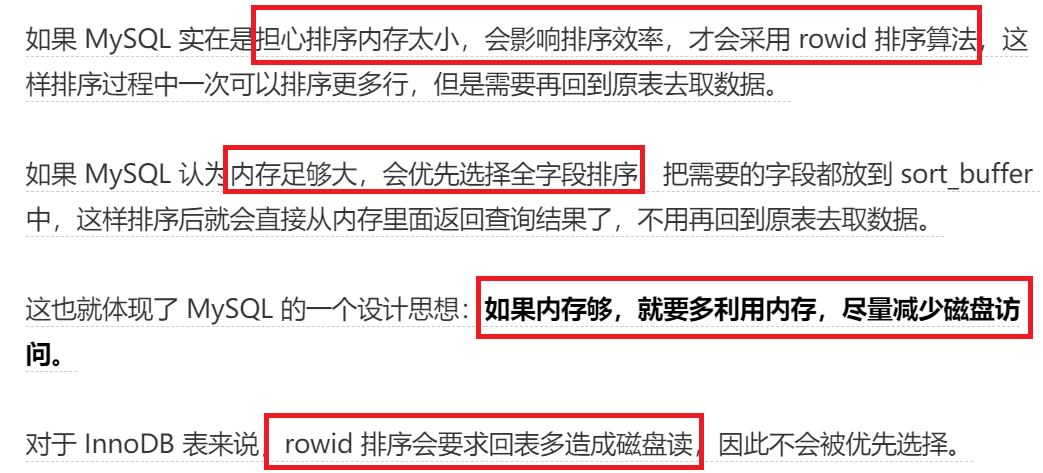 如果 MySQL 实在是担心排序内存太小，会影响排序效率，才会采用 rowid 排序算法，这
样排序过程中一次可以排序更多行，但是需要再回到原表去取数据。
如果 MySQL 认为内存足够大，会优先选择全字段排序，把需要的字段都放到 sort_buffer
中，这样排序后就会直接从内存里面返回查询结果了，不用再回到原表去取数据。
这也就体现了 MySQL 的一个设计思想：如果内存够，就要多利用内存，尽量减少磁盘访
问。
对于 InnoDB 表来说，rowid 排序会要求回表多造成磁盘读，因此不会被优先选择。